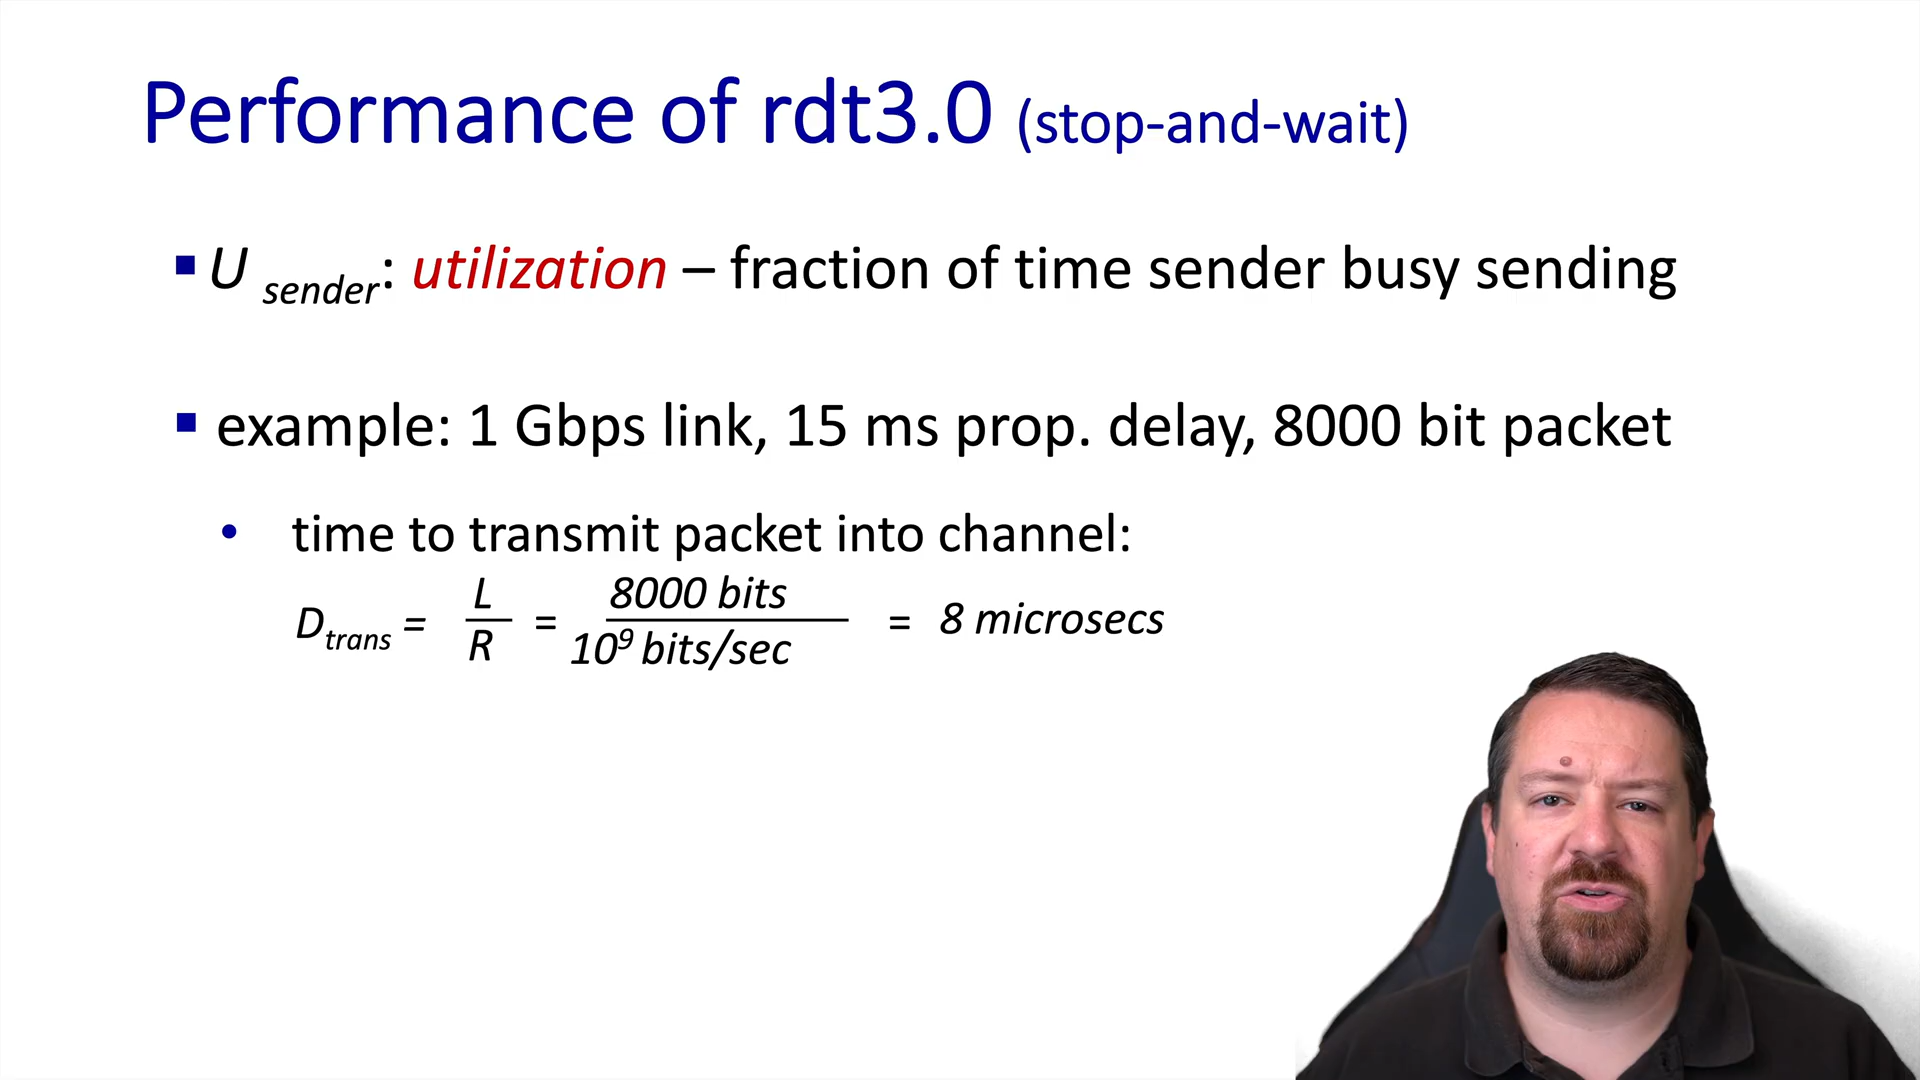 Performance of rdt3.0 (stop-and-wait)
▪ U sender: utilization – fraction of time sender busy sending
▪ example: 1 Gbps link, 15 ms prop. delay, 8000 bit packet
• time to transmit packet into channel:
Dtrans = L/R = 8000 bits/10⁹ bits/sec = 8 microsecs